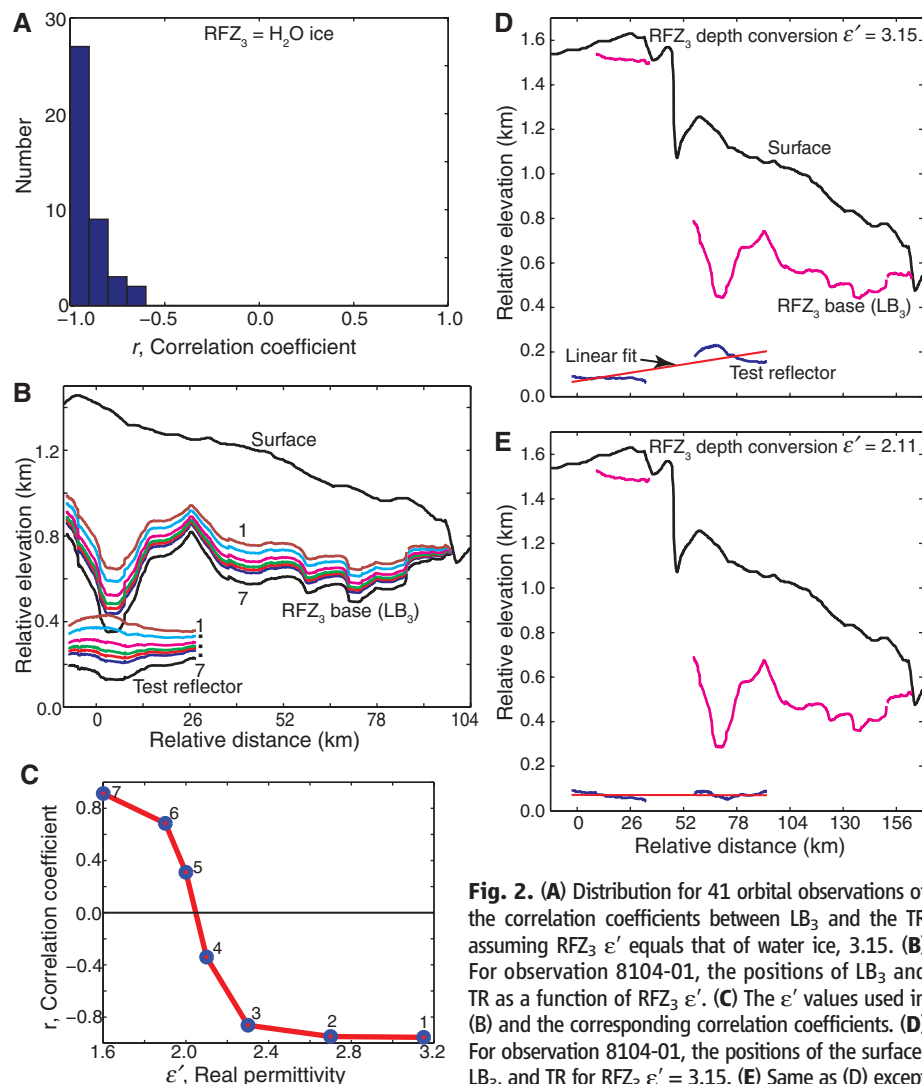 A
RFZ₃ = H₂O ice
30
20
10
0
Number
-1.0 -0.5 0.0 0.5 1.0
r, Correlation coefficient
B
Surface
1.2
0.8
0.4
0.0
Relative elevation (km)
1
7
RFZ₃ base (LB₃)
1
7
Test reflector
0 26 52 78 104
Relative distance (km)
C
0.8
0.4
0.0
-0.4
-0.8
r, Correlation coefficient
7
6
5
4
3
2
1
1.6 2.0 2.4 2.8 3.2
ε′, Real permittivity
D
RFZ₃ depth conversion ε′ = 3.15
1.6
1.4
1.2
1.0
0.8
0.6
0.4
0.2
0.0
Relative elevation (km)
Surface
RFZ₃ base (LB₃)
Linear fit
Test reflector
E
RFZ₃ depth conversion ε′ = 2.11
1.6
1.4
1.2
1.0
0.8
0.6
0.4
0.2
0.0
Relative elevation (km)
0 26 52 78 104 130 156
Relative distance (km)
Fig. 2. (A) Distribution for 41 orbital observations of
the correlation coefficients between LB₃ and the TR
assuming RFZ₃ ε′ equals that of water ice, 3.15. (B)
For observation 8104-01, the positions of LB₃ and
TR as a function of RFZ₃ ε′. (C) The ε′ values used in
(B) and the corresponding correlation coefficients. (D)
For observation 8104-01, the positions of the surface,
LB₃, and TR for RFZ₃ ε′ = 3.15. (E) Same as (D) except